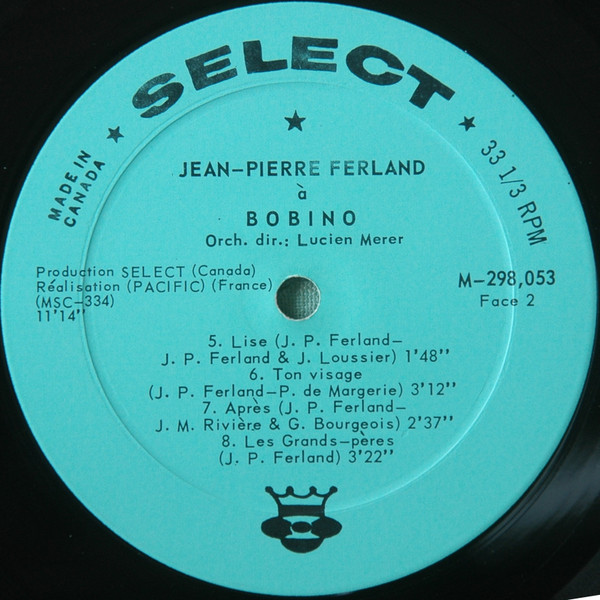 SELECT
MADE IN
CANADA
33 1/3 RPM
JEAN-PIERRE FERLAND
à
BOBINO
Orch. dir.: Lucien Merer
Production SELECT (Canada)
Réalisation (PACIFIC) (France)
(MSC-334)
11'14"
M-298,053
Face 2
5. Lise (J. P. Ferland-
J. P. Ferland & J. Loussier) 1'48"
6. Ton visage
(J. P. Ferland-P. de Margerie) 3'12"
7. Après (J. P. Ferland-
J. M. Rivière & G. Bourgeois) 2'37"
8. Les Grands-pères
(J. P. Ferland) 3'22"